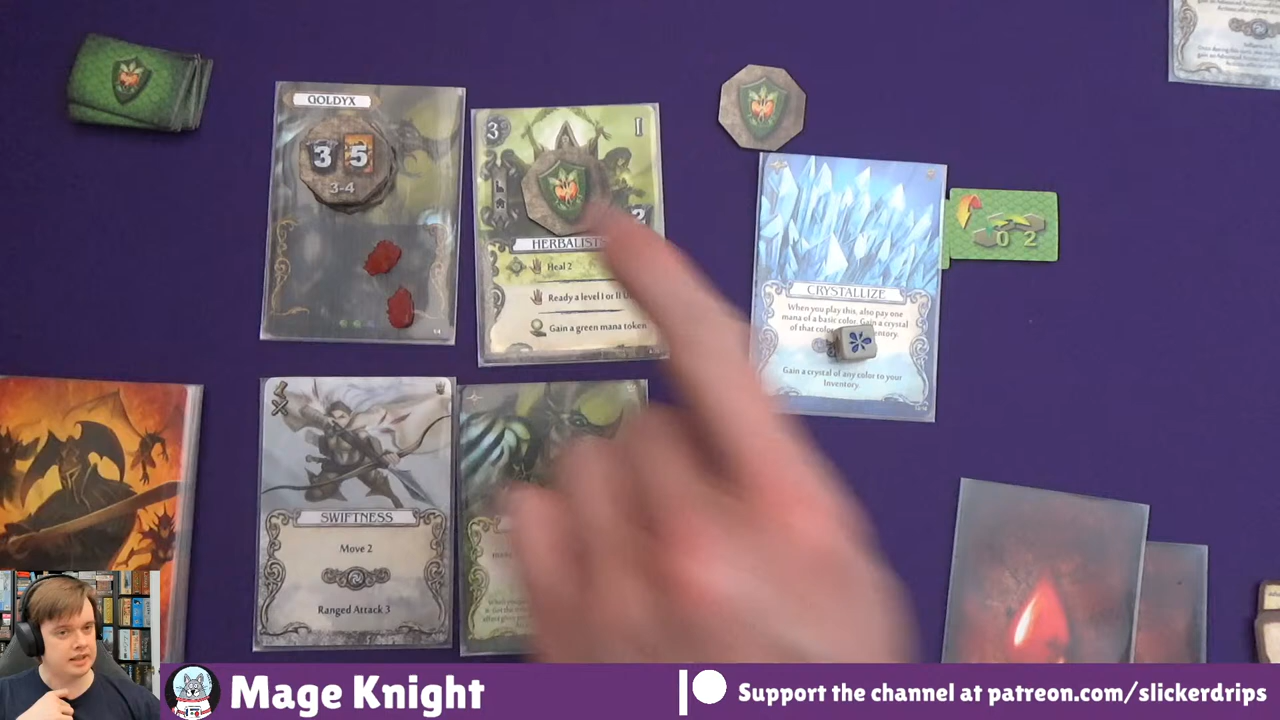 GOLDYX
3 5
3-4
3
I
2
HERBALISTS
Heal 2
Ready a level I or II
Gain a green mana token
0 2
CRYSTALLIZE
When you play this, also pay one
mana of a basic color. Gain a crystal
of that
Gain a crystal of any color to your
Inventory.
SWIFTNESS
Move 2
Ranged Attack 3
Mage Knight
Support the channel at patreon.com/slickerdrips